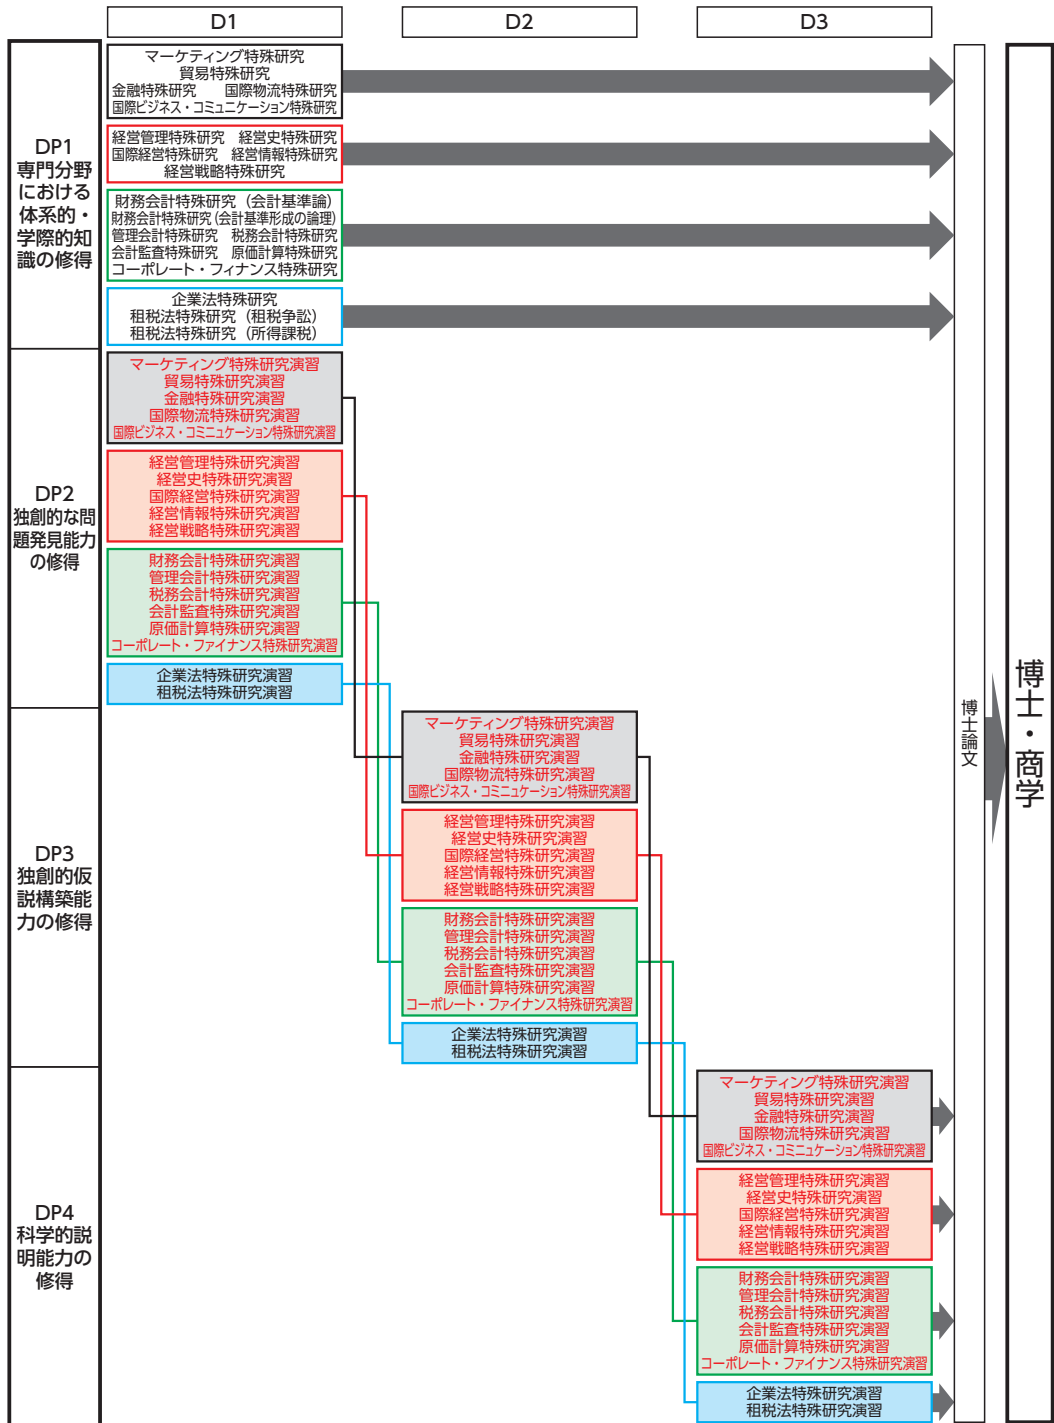 D1
D2
D3
DP1
専門分野
における
体系的・
学際的知
識の修得
マーケティング特殊研究
貿易特殊研究
金融特殊研究 国際物流特殊研究
国際ビジネス・コミュニケーション特殊研究
経営管理特殊研究 経営史特殊研究
国際経営特殊研究 経営情報特殊研究
経営戦略特殊研究
財務会計特殊研究（会計基準論）
財務会計特殊研究（会計基準形成の論理）
管理会計特殊研究 税務会計特殊研究
会計監査特殊研究 原価計算特殊研究
コーポレート・フィナンス特殊研究
企業法特殊研究
租税法特殊研究（租税争訟）
租税法特殊研究（所得課税）
DP2
独創的な問
題発見能力
の修得
マーケティング特殊研究演習
貿易特殊研究演習
金融特殊研究演習
国際物流特殊研究演習
国際ビジネス・コミニュケーション特殊研究演習
経営管理特殊研究演習
経営史特殊研究演習
国際経営特殊研究演習
経営情報特殊研究演習
経営戦略特殊研究演習
財務会計特殊研究演習
管理会計特殊研究演習
税務会計特殊研究演習
会計監査特殊研究演習
原価計算特殊研究演習
コーポレート・ファイナンス特殊研究演習
企業法特殊研究演習
租税法特殊研究演習
DP3
独創的仮
説構築能
力の修得
マーケティング特殊研究演習
貿易特殊研究演習
金融特殊研究演習
国際物流特殊研究演習
国際ビジネス・コミニュケーション特殊研究演習
経営管理特殊研究演習
経営史特殊研究演習
国際経営特殊研究演習
経営情報特殊研究演習
経営戦略特殊研究演習
財務会計特殊研究演習
管理会計特殊研究演習
税務会計特殊研究演習
会計監査特殊研究演習
原価計算特殊研究演習
コーポレート・ファイナンス特殊研究演習
企業法特殊研究演習
租税法特殊研究演習
DP4
科学的説
明能力の
修得
マーケティング特殊研究演習
貿易特殊研究演習
金融特殊研究演習
国際物流特殊研究演習
国際ビジネス・コミニュケーション特殊研究演習
経営管理特殊研究演習
経営史特殊研究演習
国際経営特殊研究演習
経営情報特殊研究演習
経営戦略特殊研究演習
財務会計特殊研究演習
管理会計特殊研究演習
税務会計特殊研究演習
会計監査特殊研究演習
原価計算特殊研究演習
コーポレート・ファイナンス特殊研究演習
企業法特殊研究演習
租税法特殊研究演習
博士論文
博士・商学